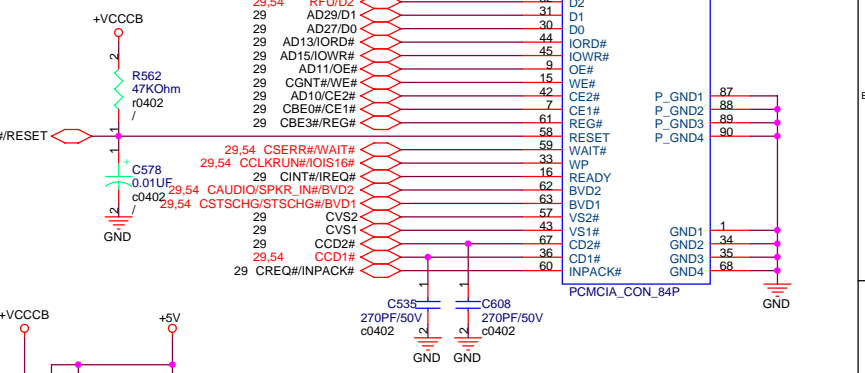 29,54 RFU/D2 D2
+VCCCB 29 AD29/D1 31 D1
29 AD27/D0 30 D0
29 AD13/IORD# 44 IORD#
29 AD15/IOWR# 45 IOWR#
2 29 AD11/OE# 9 OE#
R562 29 CGNT#/WE# 15 WE#
47KOhm 29 AD10/CE2# 42 CE2# P_GND1 87
r0402 29 CBE0#/CE1# 7 CE1# P_GND2 88
/ 29 CBE3#/REG# 61 REG# P_GND3 89
#/RESET 1 58 RESET P_GND4 90
1 29,54 CSERR#/WAIT# 59 WAIT#
29,54 CCLKRUN#/IOIS16# 33 WP
+ C578 29 CINT#/IREQ# 16 READY
0.01UF 29,54 CAUDIO/SPKR_IN#/BVD2 62 BVD2
c0402 29,54 CSTSCHG/STSCHG#/BVD1 63 BVD1
2 / 29 CVS2 57 VS2#
GND 29 CVS1 43 VS1# GND1 1
29 CCD2# 67 CD2# GND2 34
29,54 CCD1# 36 CD1# GND3 35
29 CREQ#/INPACK# 60 INPACK# GND4 68
1 1 PCMCIA_CON_84P
C535 C608 GND
270PF/50V 270PF/50V
c0402 c0402
2 2
GND GND
+VCCCB +5V